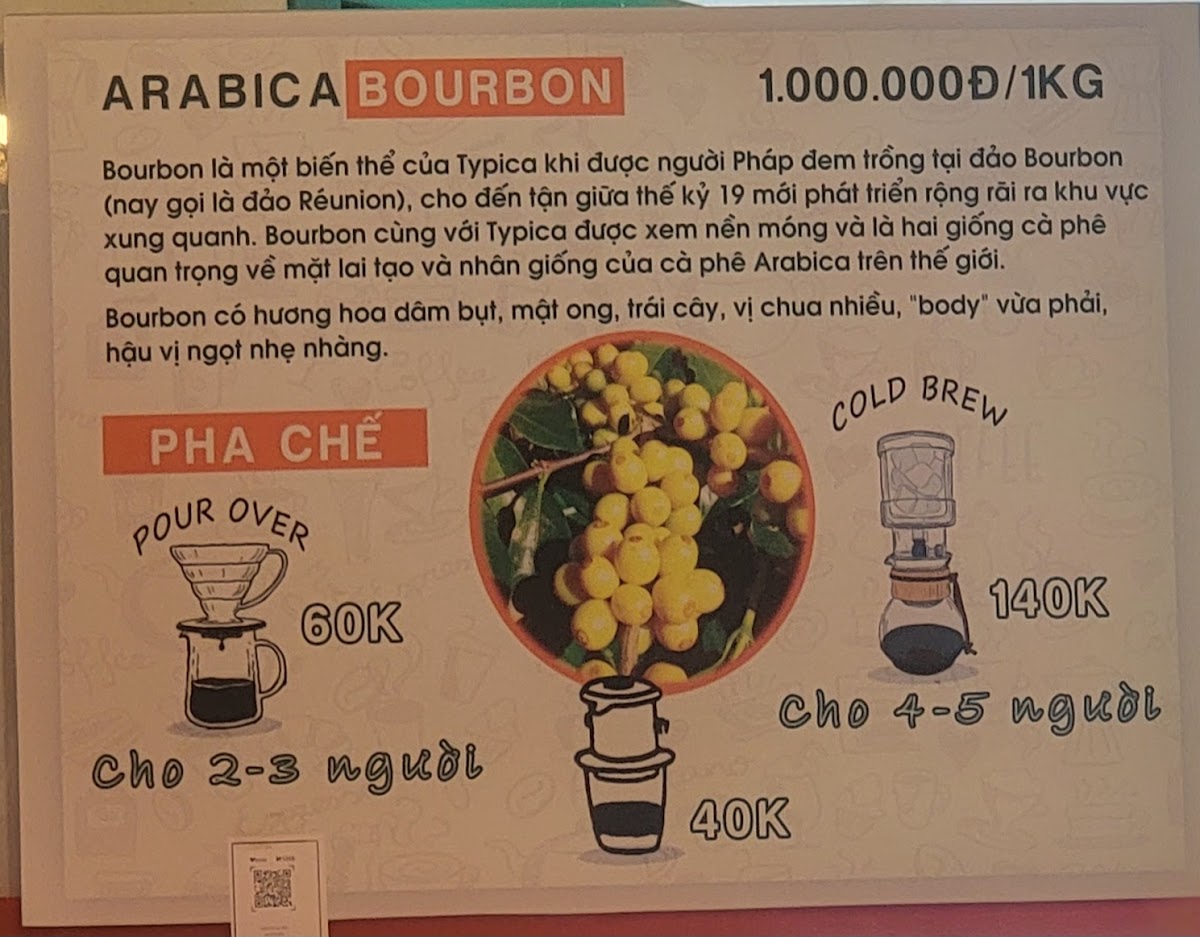 ARABICA BOURBON 1.000.000Đ/1KG
Bourbon là một biến thể của Typica khi được người Pháp đem trồng tại đảo Bourbon
(nay gọi là đảo Réunion), cho đến tận giữa thế kỷ 19 mới phát triển rộng rãi ra khu vực
xung quanh. Bourbon cùng với Typica được xem nền móng và là hai giống cà phê
quan trọng về mặt lai tạo và nhân giống của cà phê Arabica trên thế giới.
Bourbon có hương hoa dâm bụt, mật ong, trái cây, vị chua nhiều, "body" vừa phải,
hậu vị ngọt nhẹ nhàng.
PHA CHẾ
POUR OVER
60K
Cho 2-3 người
40K
COLD BREW
140K
Cho 4-5 người